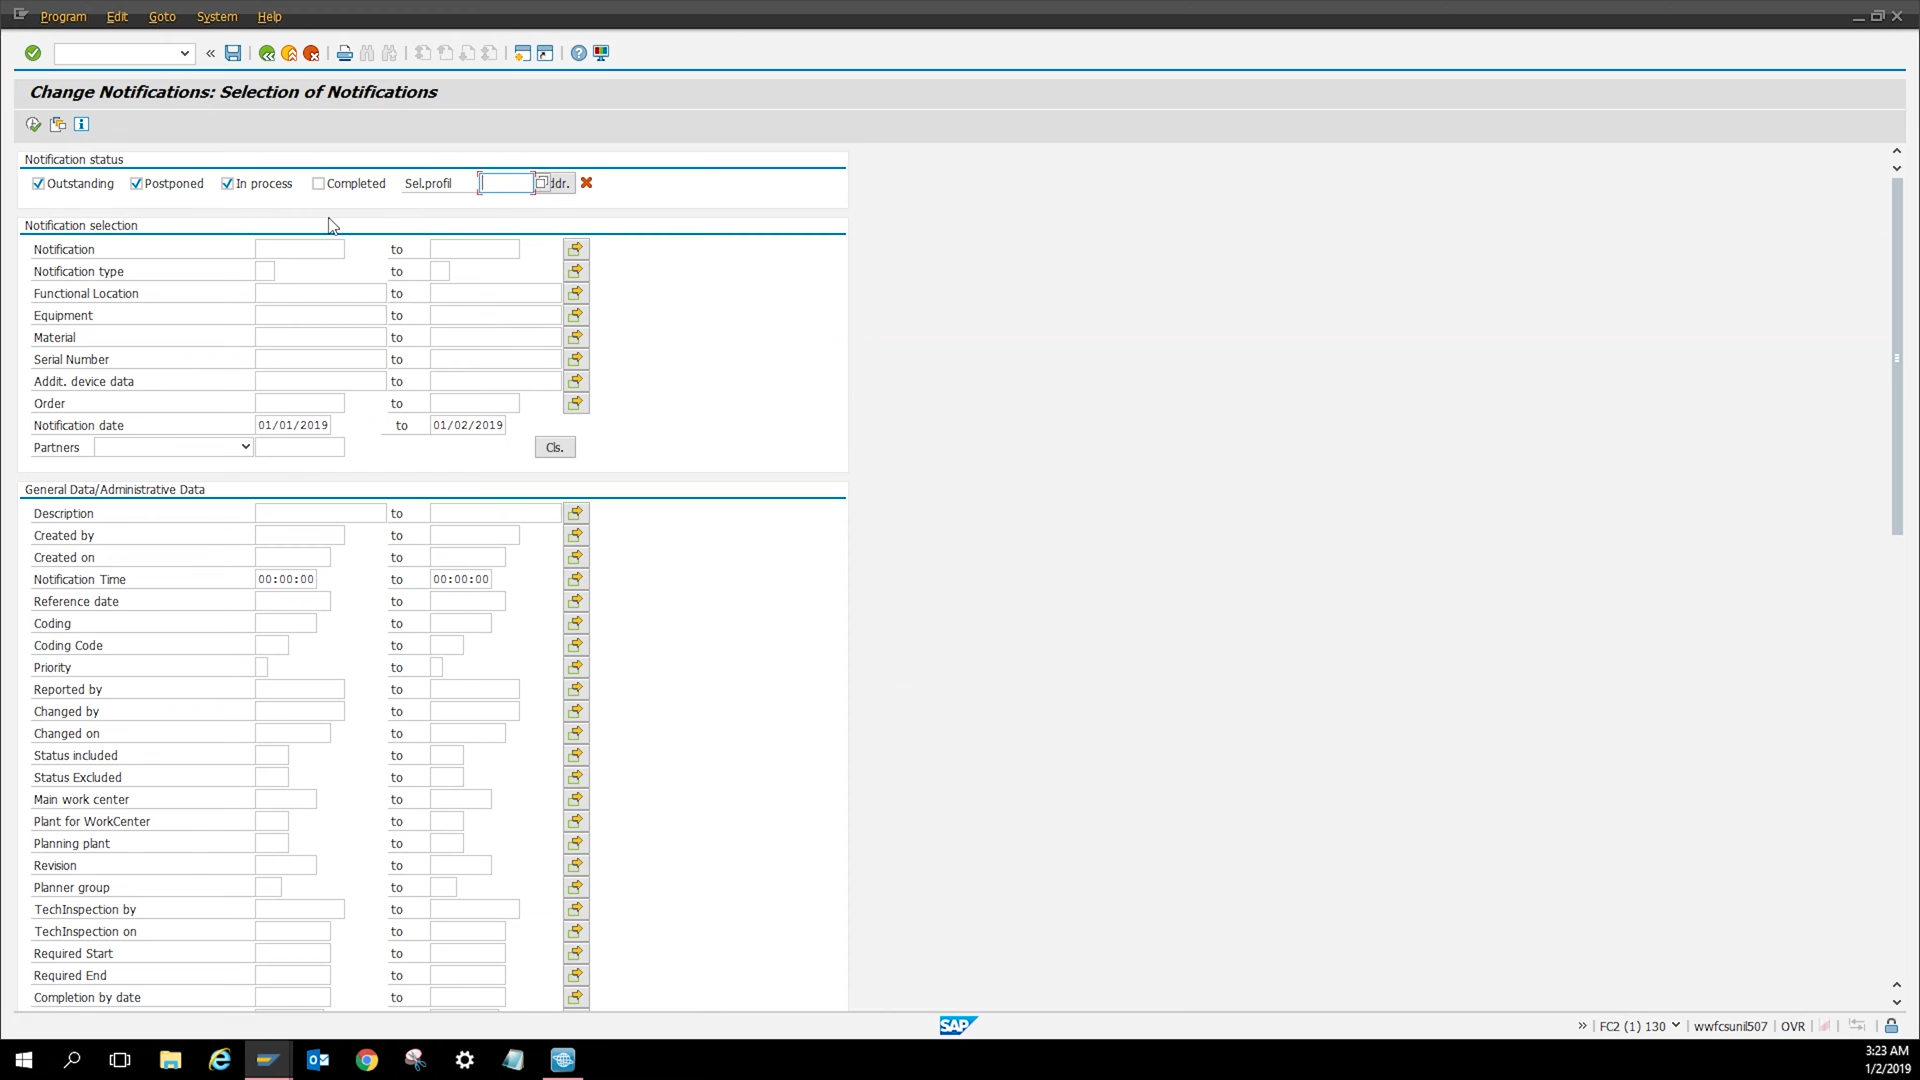 Program Edit Goto System Help
«
Change Notifications: Selection of Notifications
Notification status
Outstanding Postponed In process Completed Sel.profil ddr.
Notification selection
Notification to
Notification type to
Functional Location to
Equipment to
Material to
Serial Number to
Addit. device data to
Order to
Notification date 01/01/2019 to 01/02/2019
Partners Cls.
General Data/Administrative Data
Description to
Created by to
Created on to
Notification Time 00:00:00 to 00:00:00
Reference date to
Coding to
Coding Code to
Priority to
Reported by to
Changed by to
Changed on to
Status included to
Status Excluded to
Main work center to
Plant for WorkCenter to
Planning plant to
Revision to
Planner group to
TechInspection by to
TechInspection on to
Required Start to
Required End to
Completion by date to
SAP » FC2 (1) 130 wwfcsunil507 OVR
3:23 AM
1/2/2019